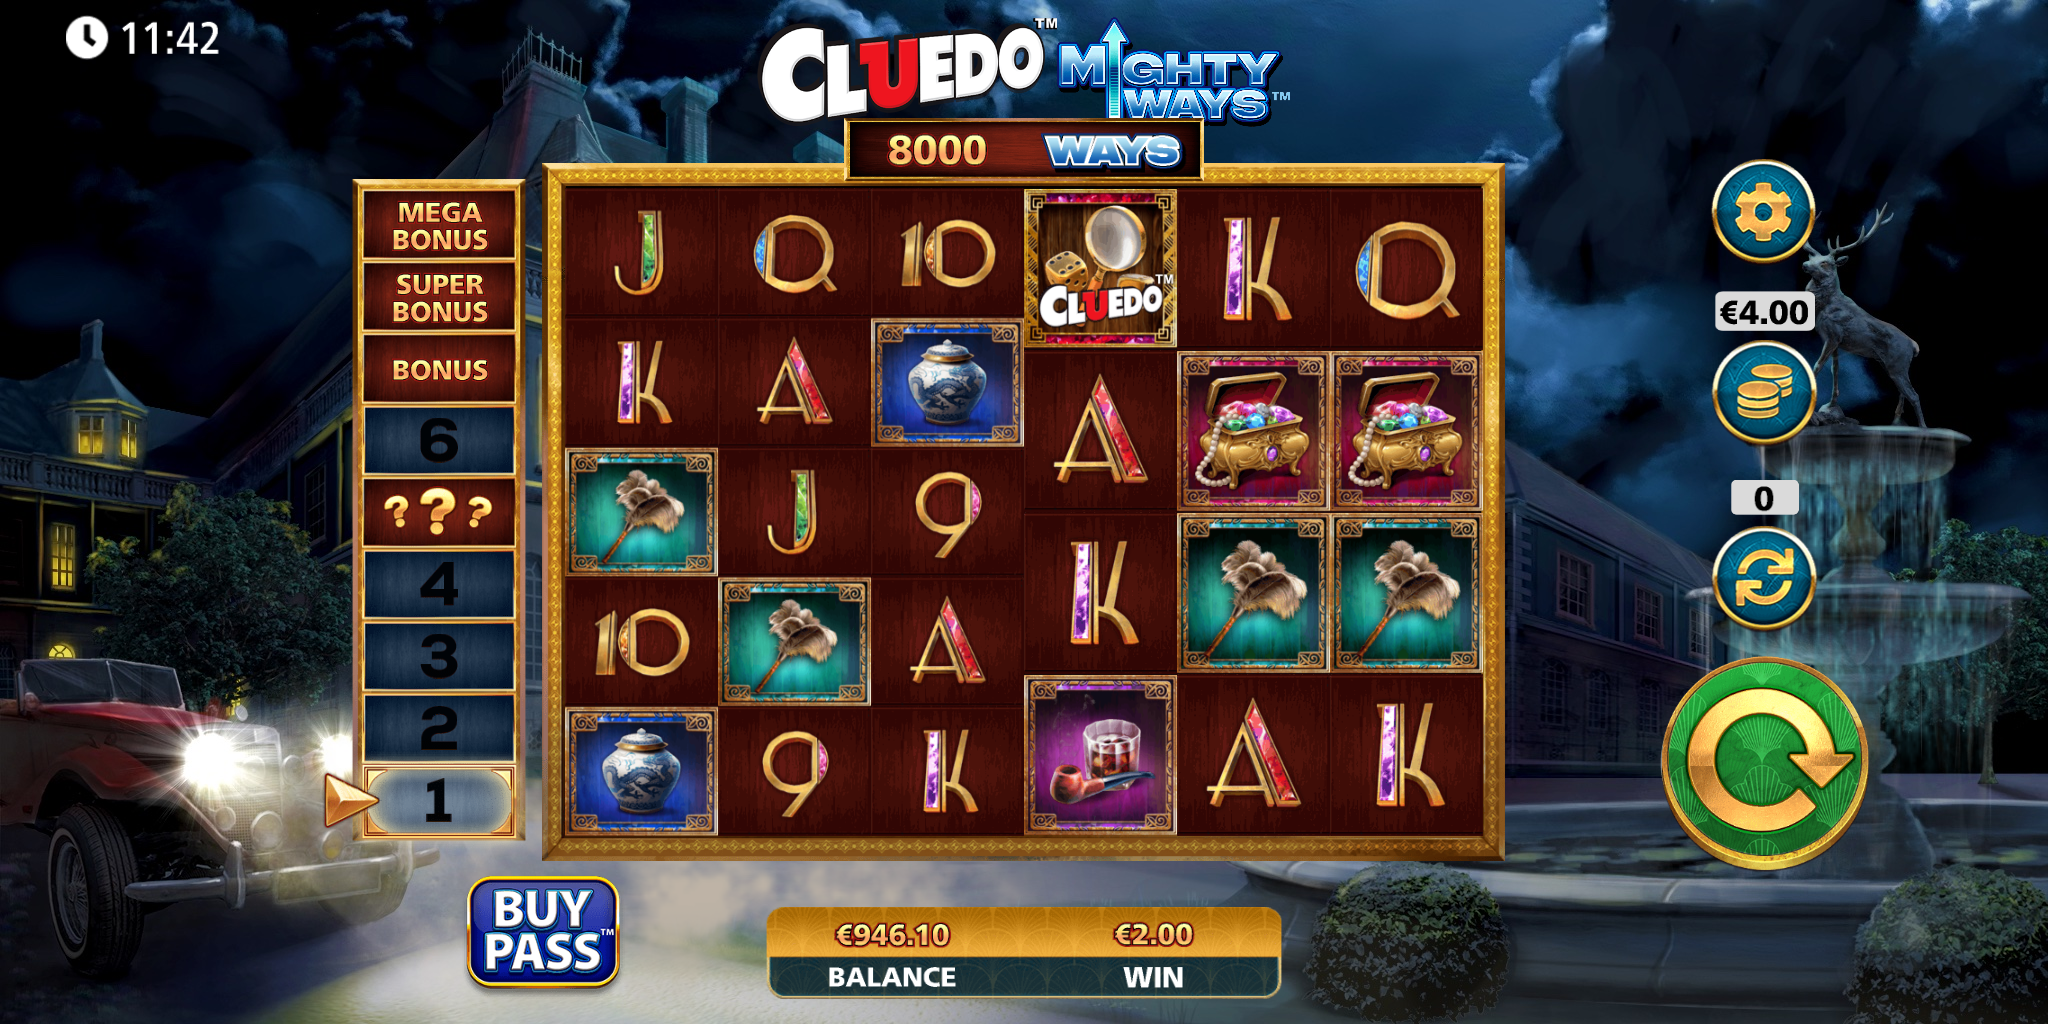 11:42
CLUEDO™ MIGHTY WAYS™
8000 WAYS
MEGA
BONUS
SUPER
BONUS
BONUS
6
???
4
3
2
1
J Q 10 CLUEDO™ K Q
K A
A
J 9
K
10 A
9 K A K
€4.00
0
BUY
PASS™
€946.10 €2.00
BALANCE WIN